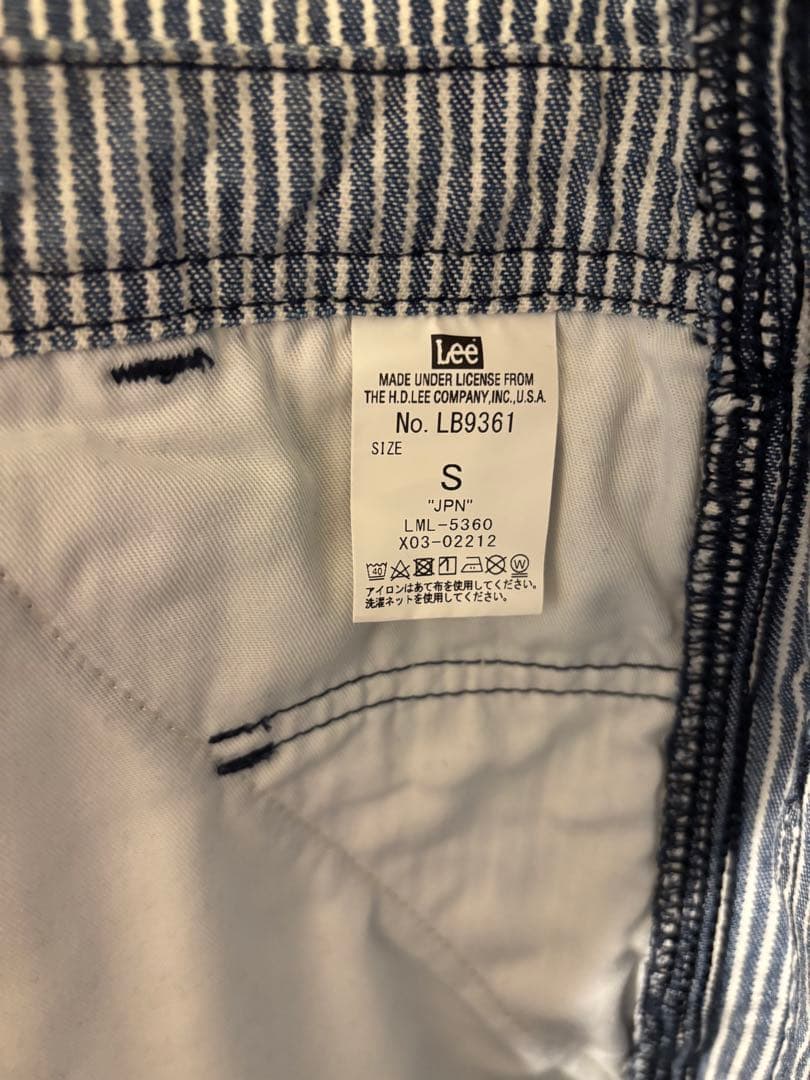 Lee
MADE UNDER LICENSE FROM
THE H.D.LEE COMPANY,INC.,U.S.A.
No. LB9361
SIZE
S
"JPN"
LML-5360
X03-02212
40 W
アイロンはあて布を使用してください。
洗濯ネットを使用してください。